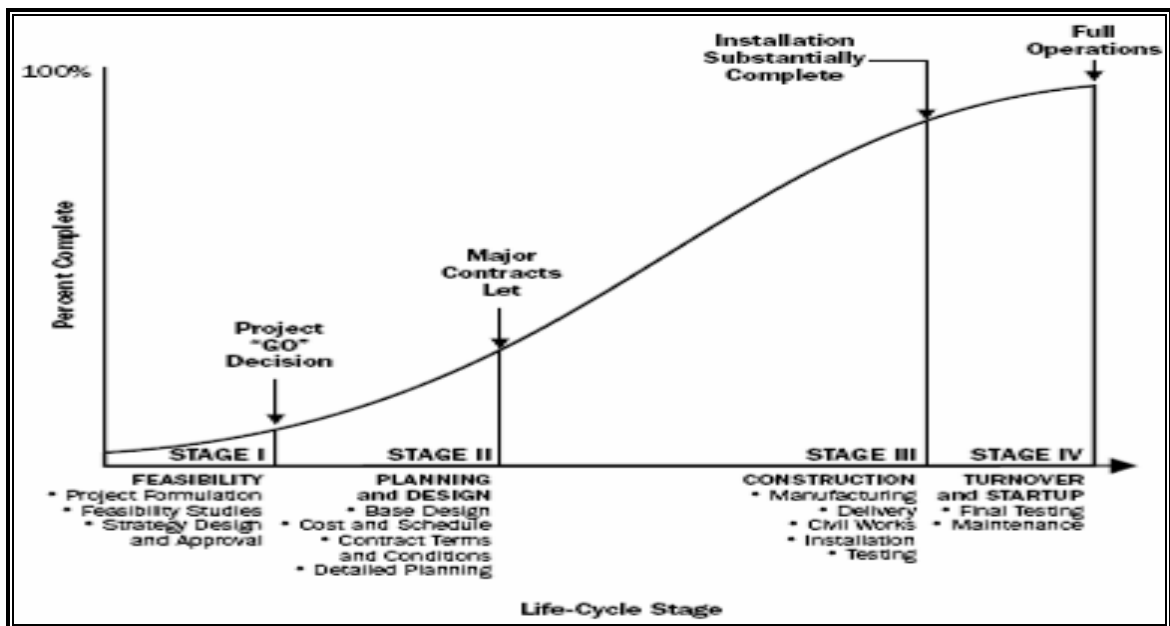 Full
Operations
Installation
Substantially
Complete
100%
Percent Complete
Major
Contracts
Let
Project
"GO"
Decision
STAGE I
STAGE II
STAGE III
STAGE IV
FEASIBILITY
• Project Formulation
• Feasibility Studies
• Strategy Design
and Approval
PLANNING
and DESIGN
• Base Design
• Cost and Schedule
• Contract Terms
and Conditions
• Detailed Planning
CONSTRUCTION
• Manufacturing
• Delivery
• Civil Works
• Installation
• Testing
TURNOVER
and STARTUP
• Final Testing
• Maintenance
Life-Cycle Stage